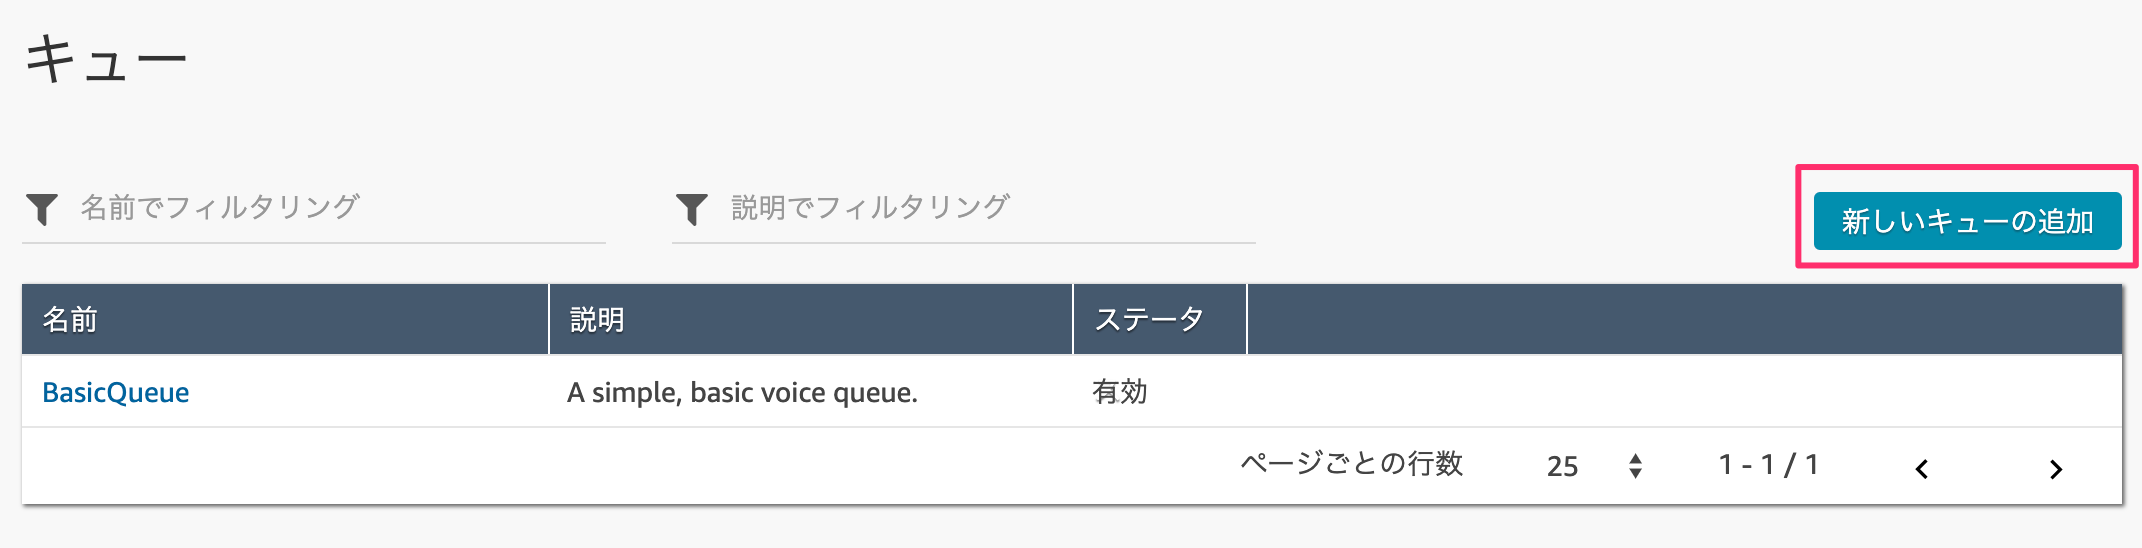 キュー
名前でフィルタリング 説明でフィルタリング 新しいキューの追加
名前 説明 ステータ
BasicQueue A simple, basic voice queue. 有効
ページごとの行数 25 1 - 1 / 1